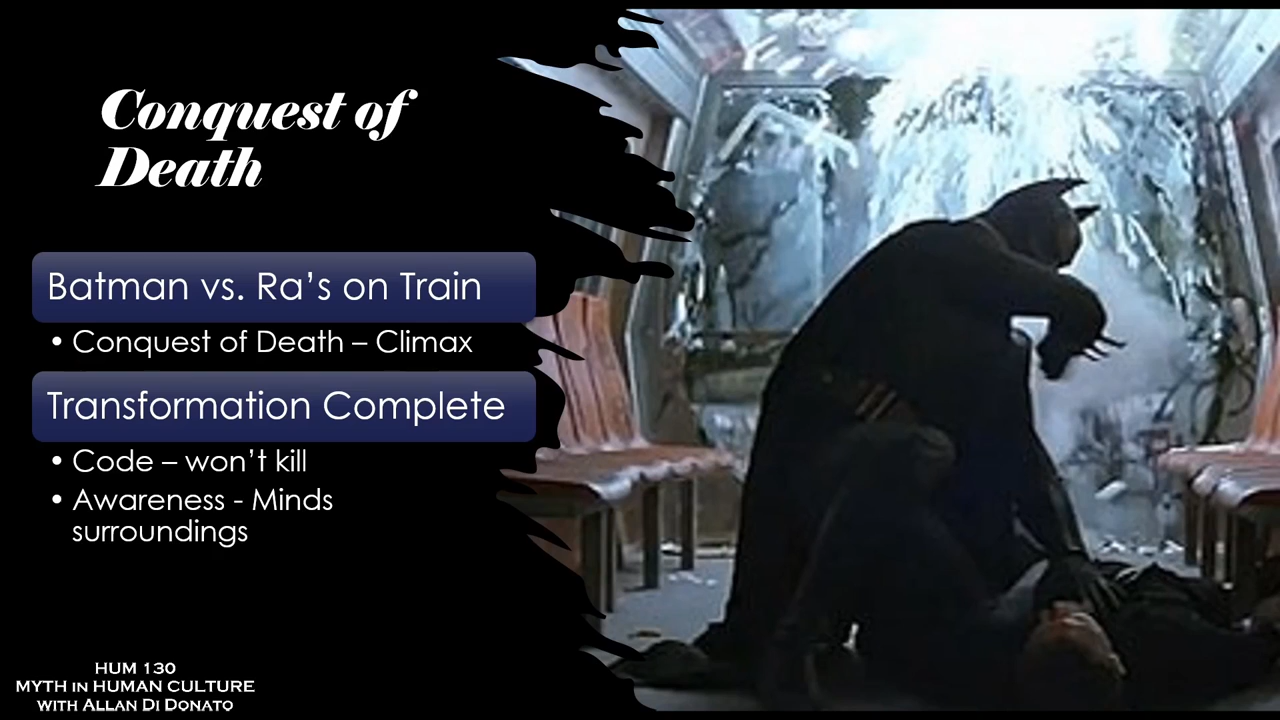 Conquest of
Death
Batman vs. Ra’s on Train
• Conquest of Death – Climax
Transformation Complete
• Code – won’t kill
• Awareness - Minds
surroundings
HUM 130
MYTH in HUMAN CULTURE
WITH ALLAN DI DONATO